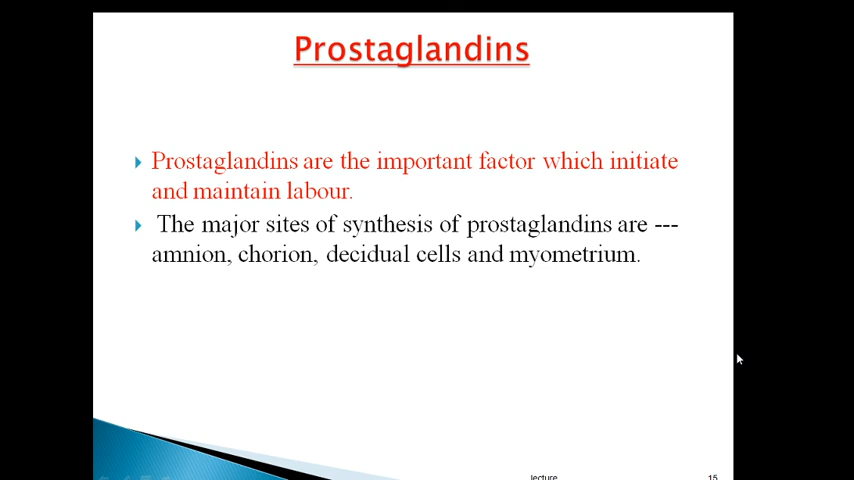 Prostaglandins
Prostaglandins are the important factor which initiate
and maintain labour.
The major sites of synthesis of prostaglandins are ---
amnion, chorion, decidual cells and myometrium.
lecture 15